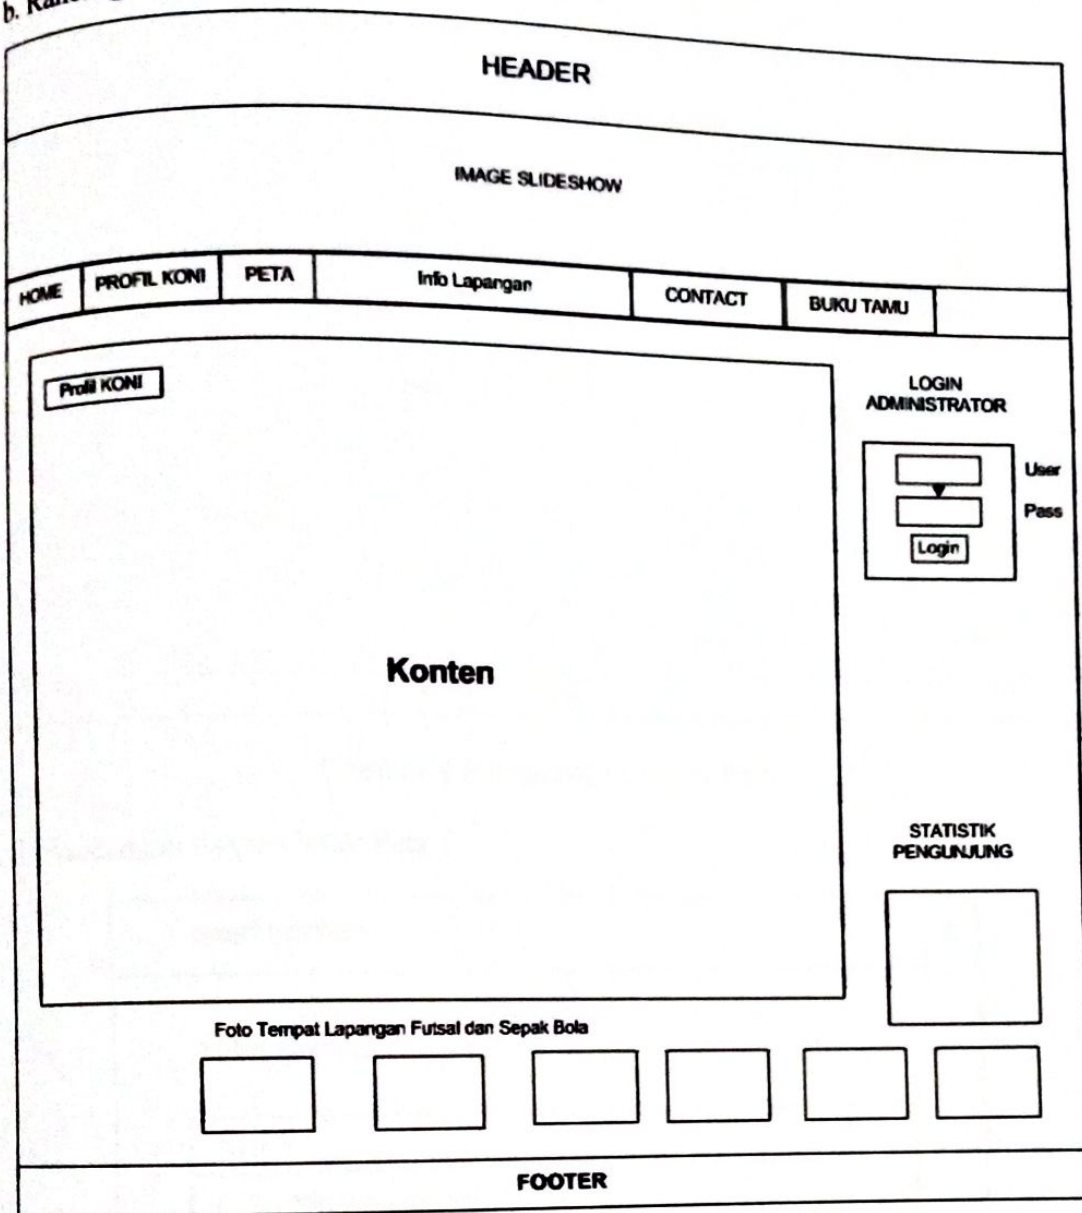 b.
HEADER
IMAGE SLIDESHOW
HOME PROFIL KONI PETA Info Lapangan CONTACT BUKU TAMU
Profil KONI
LOGIN
ADMINISTRATOR
User
Pass
Login
Konten
STATISTIK
PENGUNJUNG
Foto Tempat Lapangan Futsal dan Sepak Bola
FOOTER